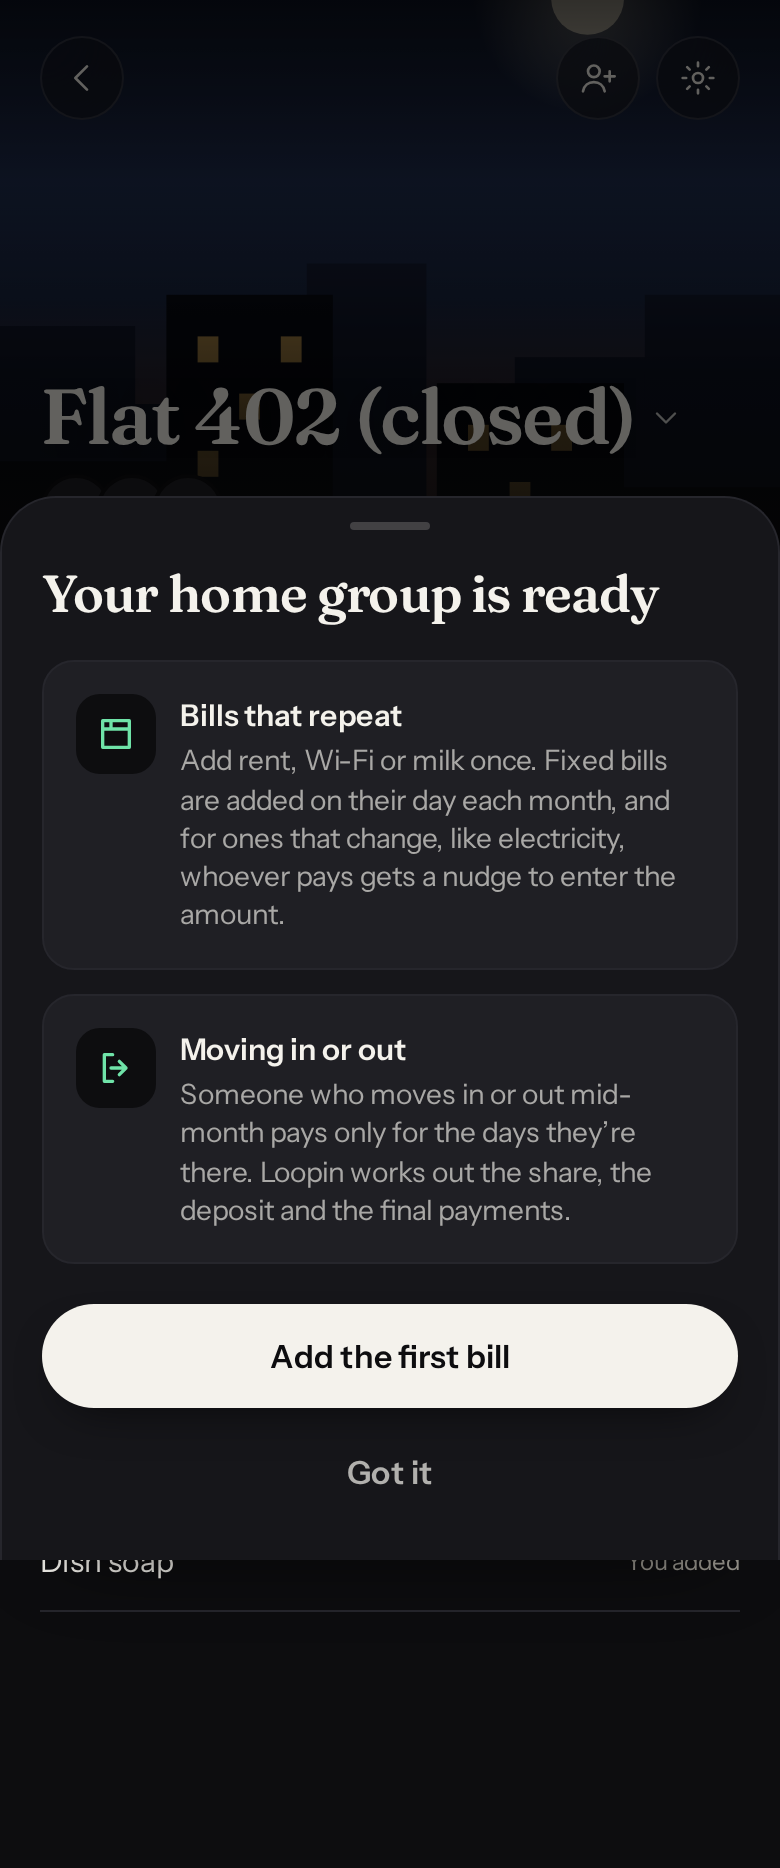 Flat 402 (closed)
Your home group is ready
Bills that repeat
Add rent, Wi-Fi or milk once. Fixed bills
are added on their day each month, and
for ones that change, like electricity,
whoever pays gets a nudge to enter the
amount.
Moving in or out
Someone who moves in or out mid-
month pays only for the days they’re
there. Loopin works out the share, the
deposit and the final payments.
Add the first bill
Got it
Dish soap
You added